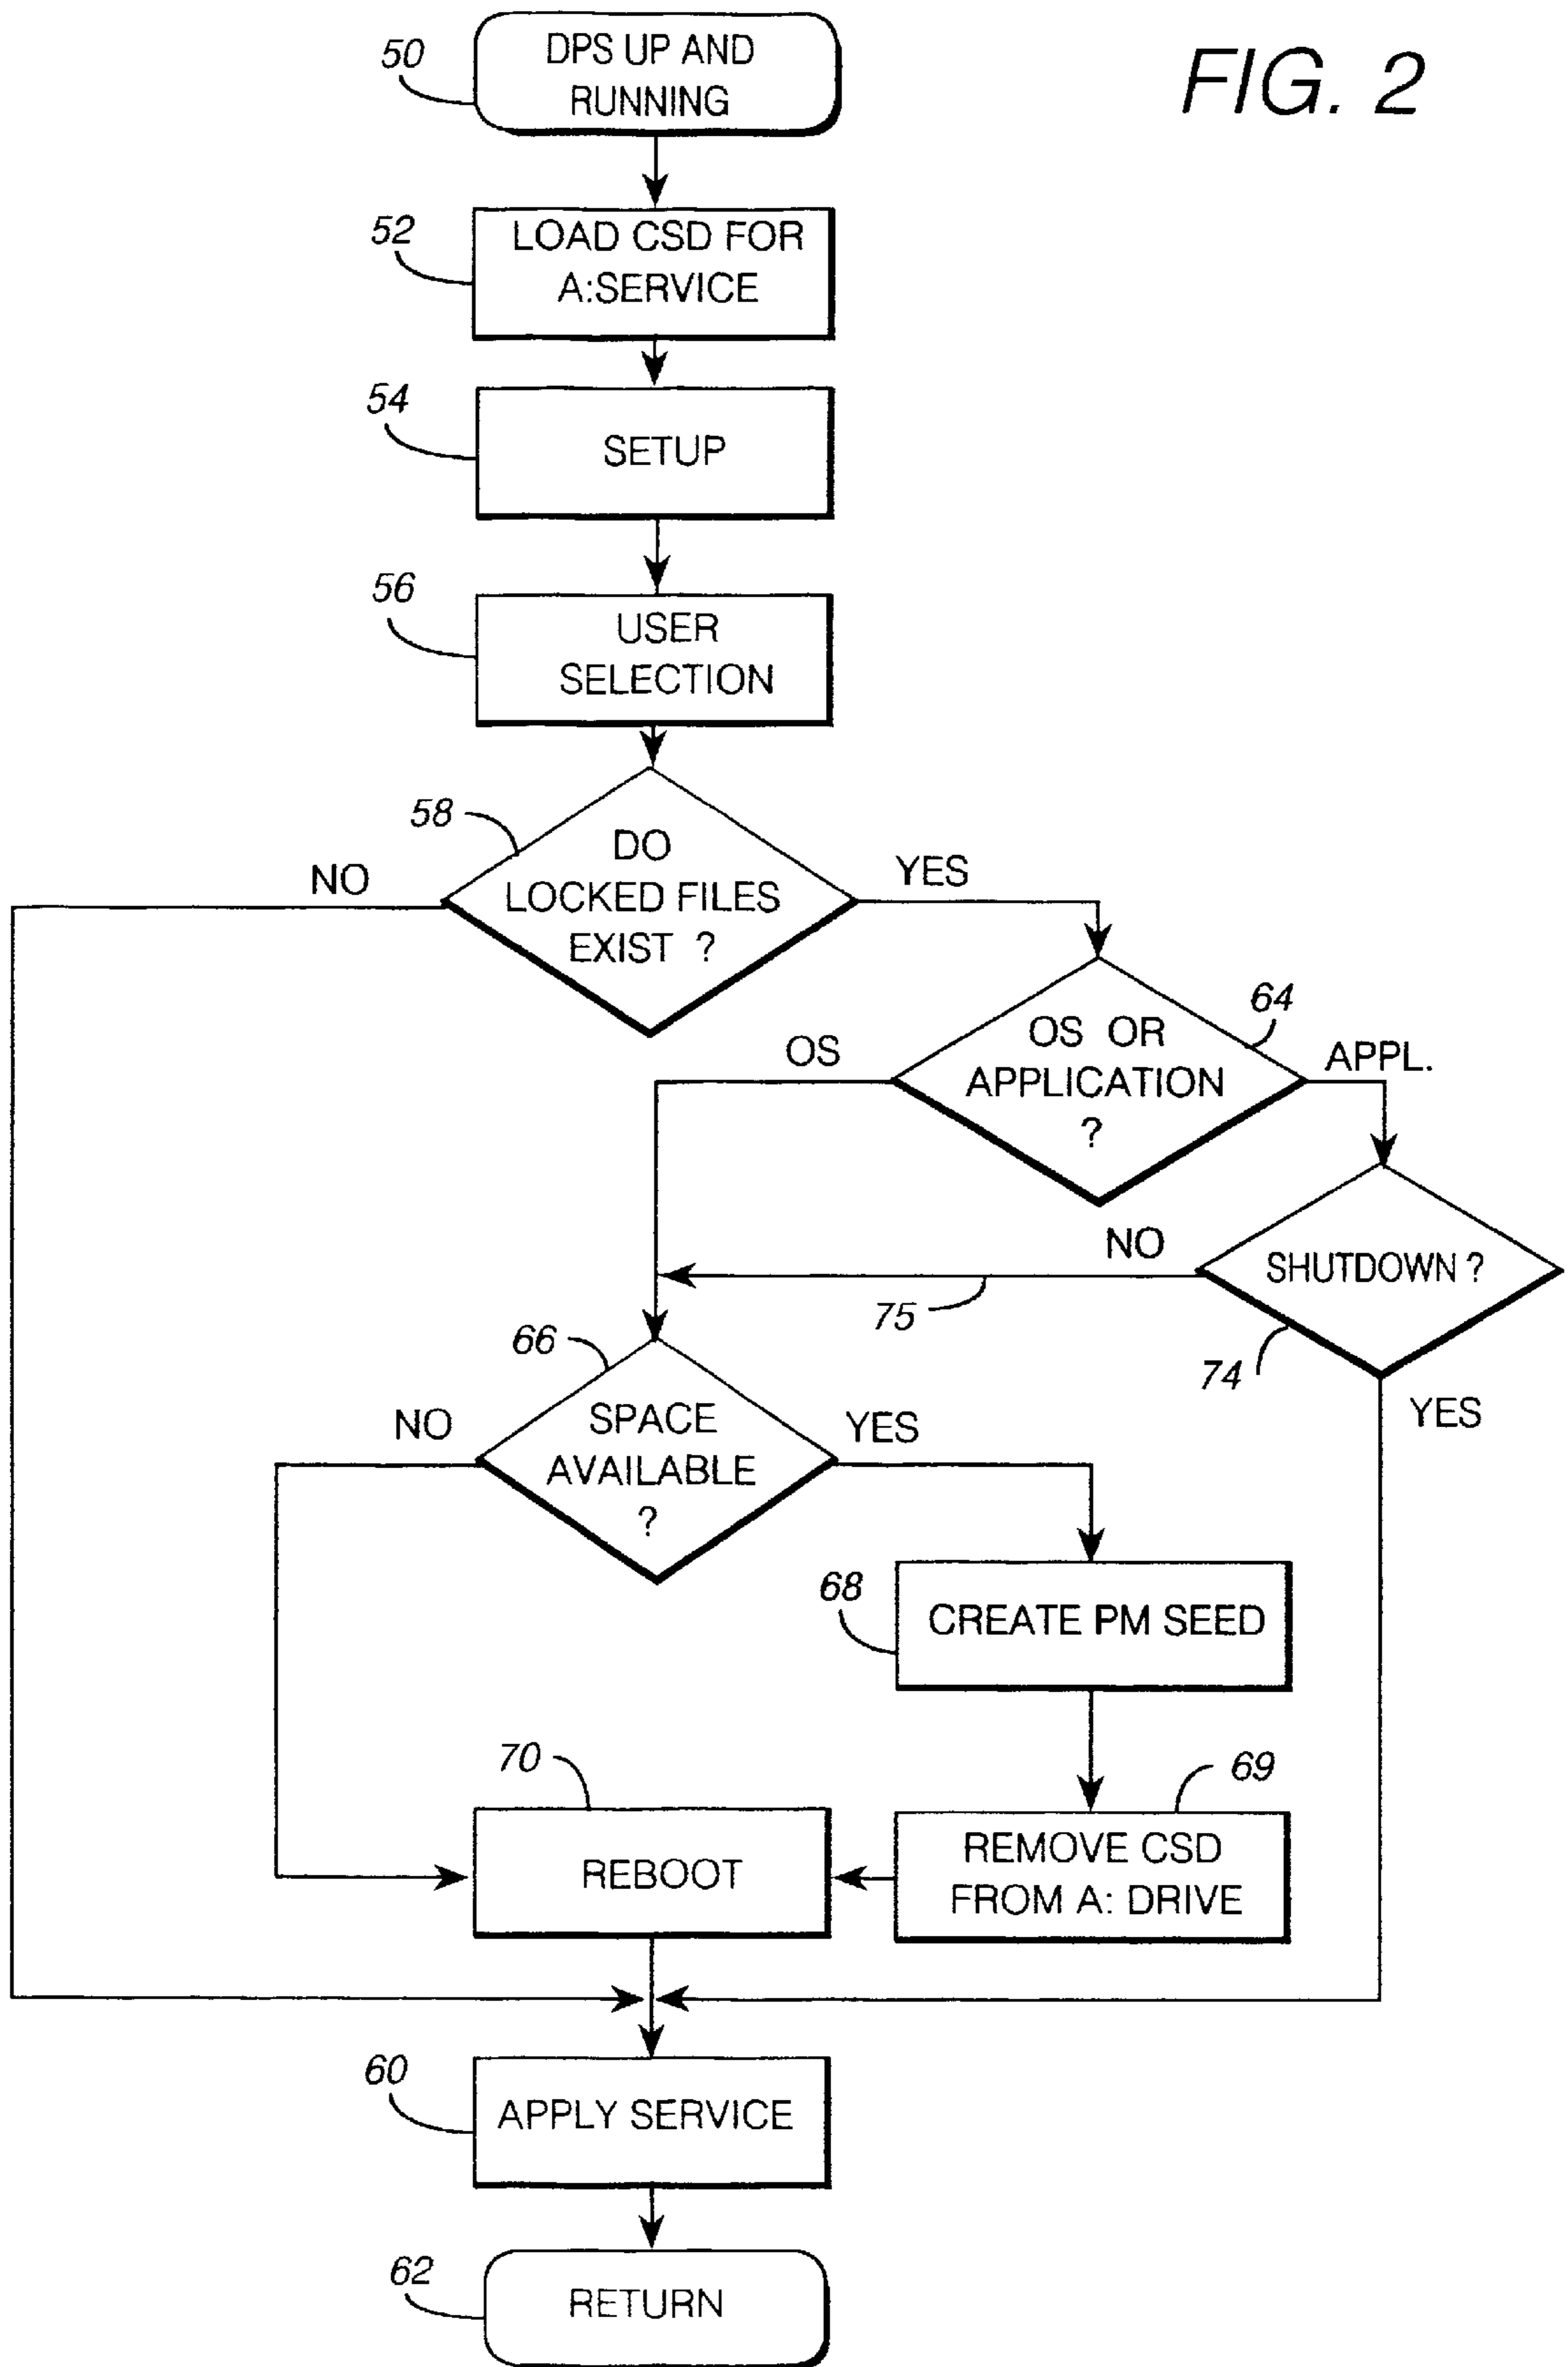 FIG. 2
50
DPS UP AND
RUNNING
52
LOAD CSD FOR
A:SERVICE
54
SETUP
56
USER
SELECTION
58
DO
LOCKED FILES
EXIST ?
NO
YES
64
OS OR
APPLICATION
?
OS
APPL.
SHUTDOWN ?
74
NO
75
YES
66
SPACE
AVAILABLE
?
NO
YES
68
CREATE PM SEED
69
REMOVE CSD
FROM A: DRIVE
70
REBOOT
60
APPLY SERVICE
62
RETURN